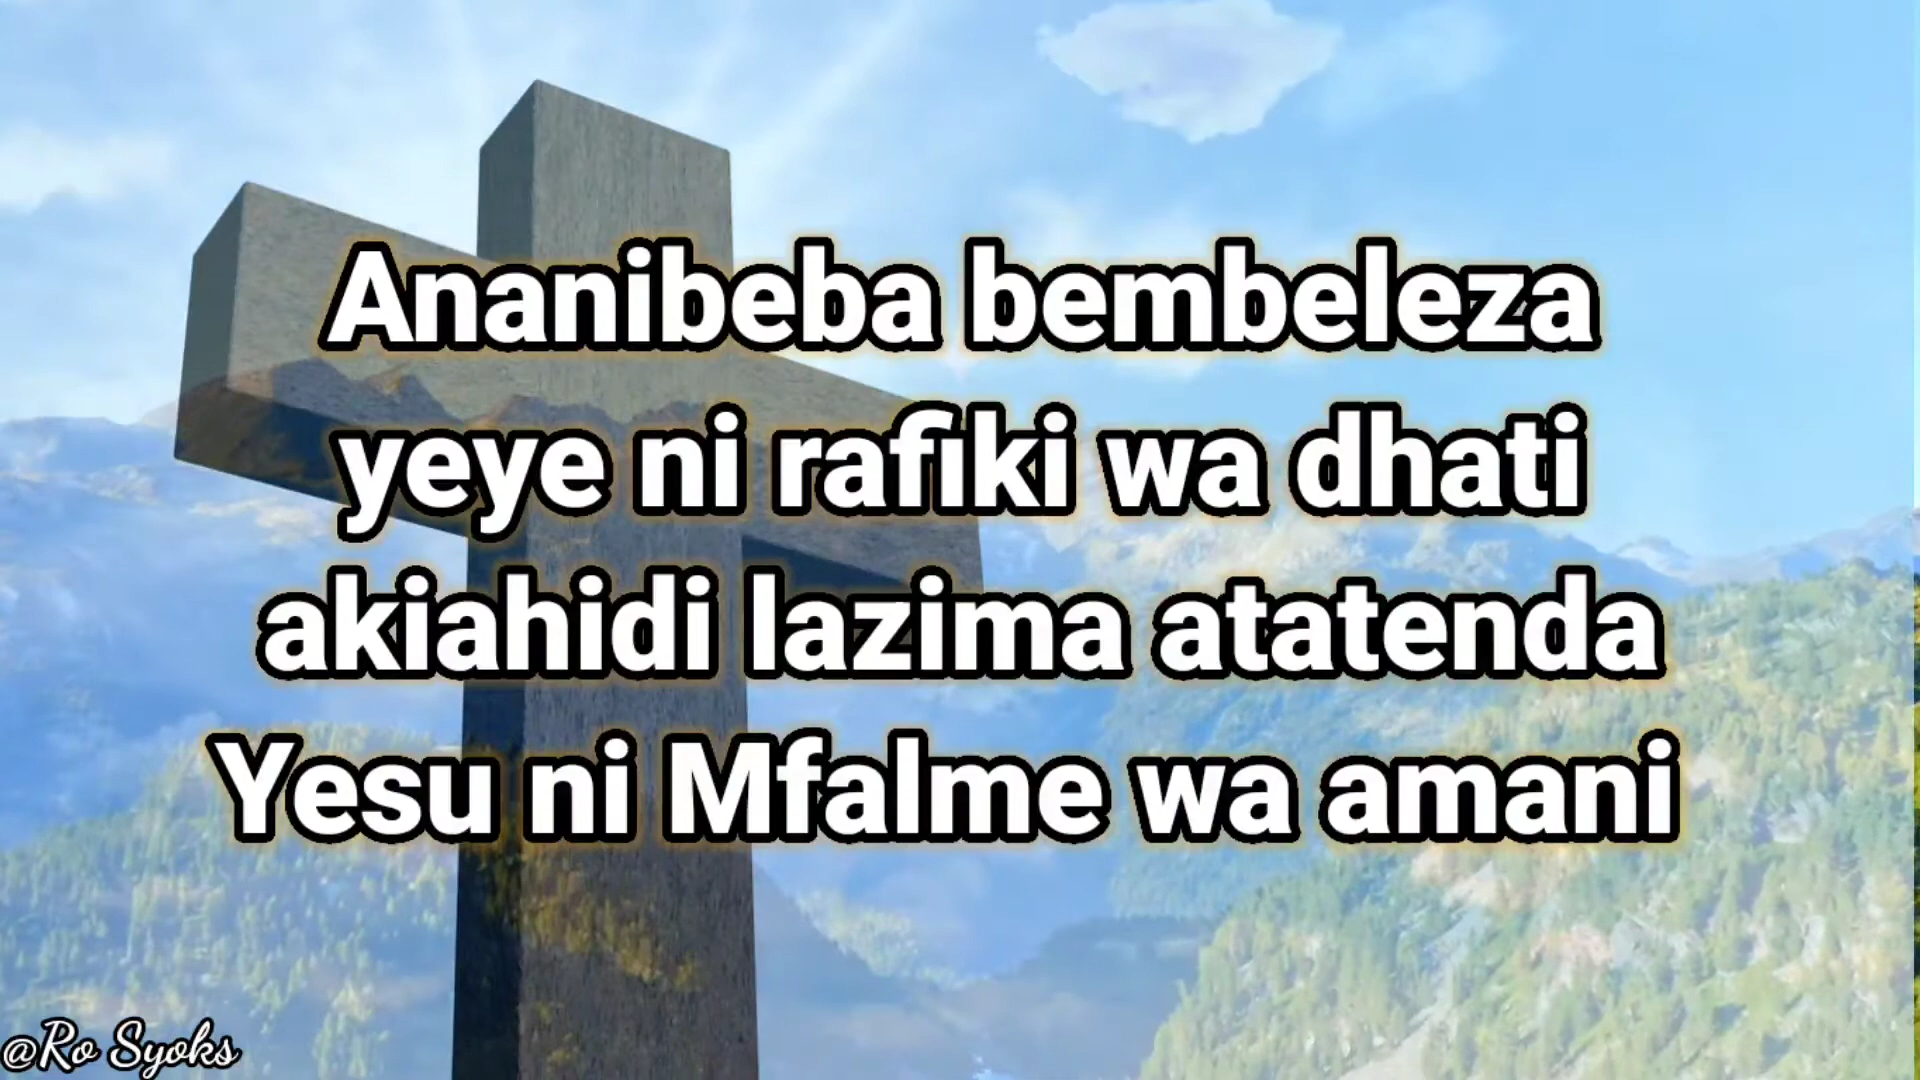 Ananibeba bembeleza
yeye ni rafiki wa dhati
akiahidi lazima atatenda
Yesu ni Mfalme wa amani
@Ro Syoks